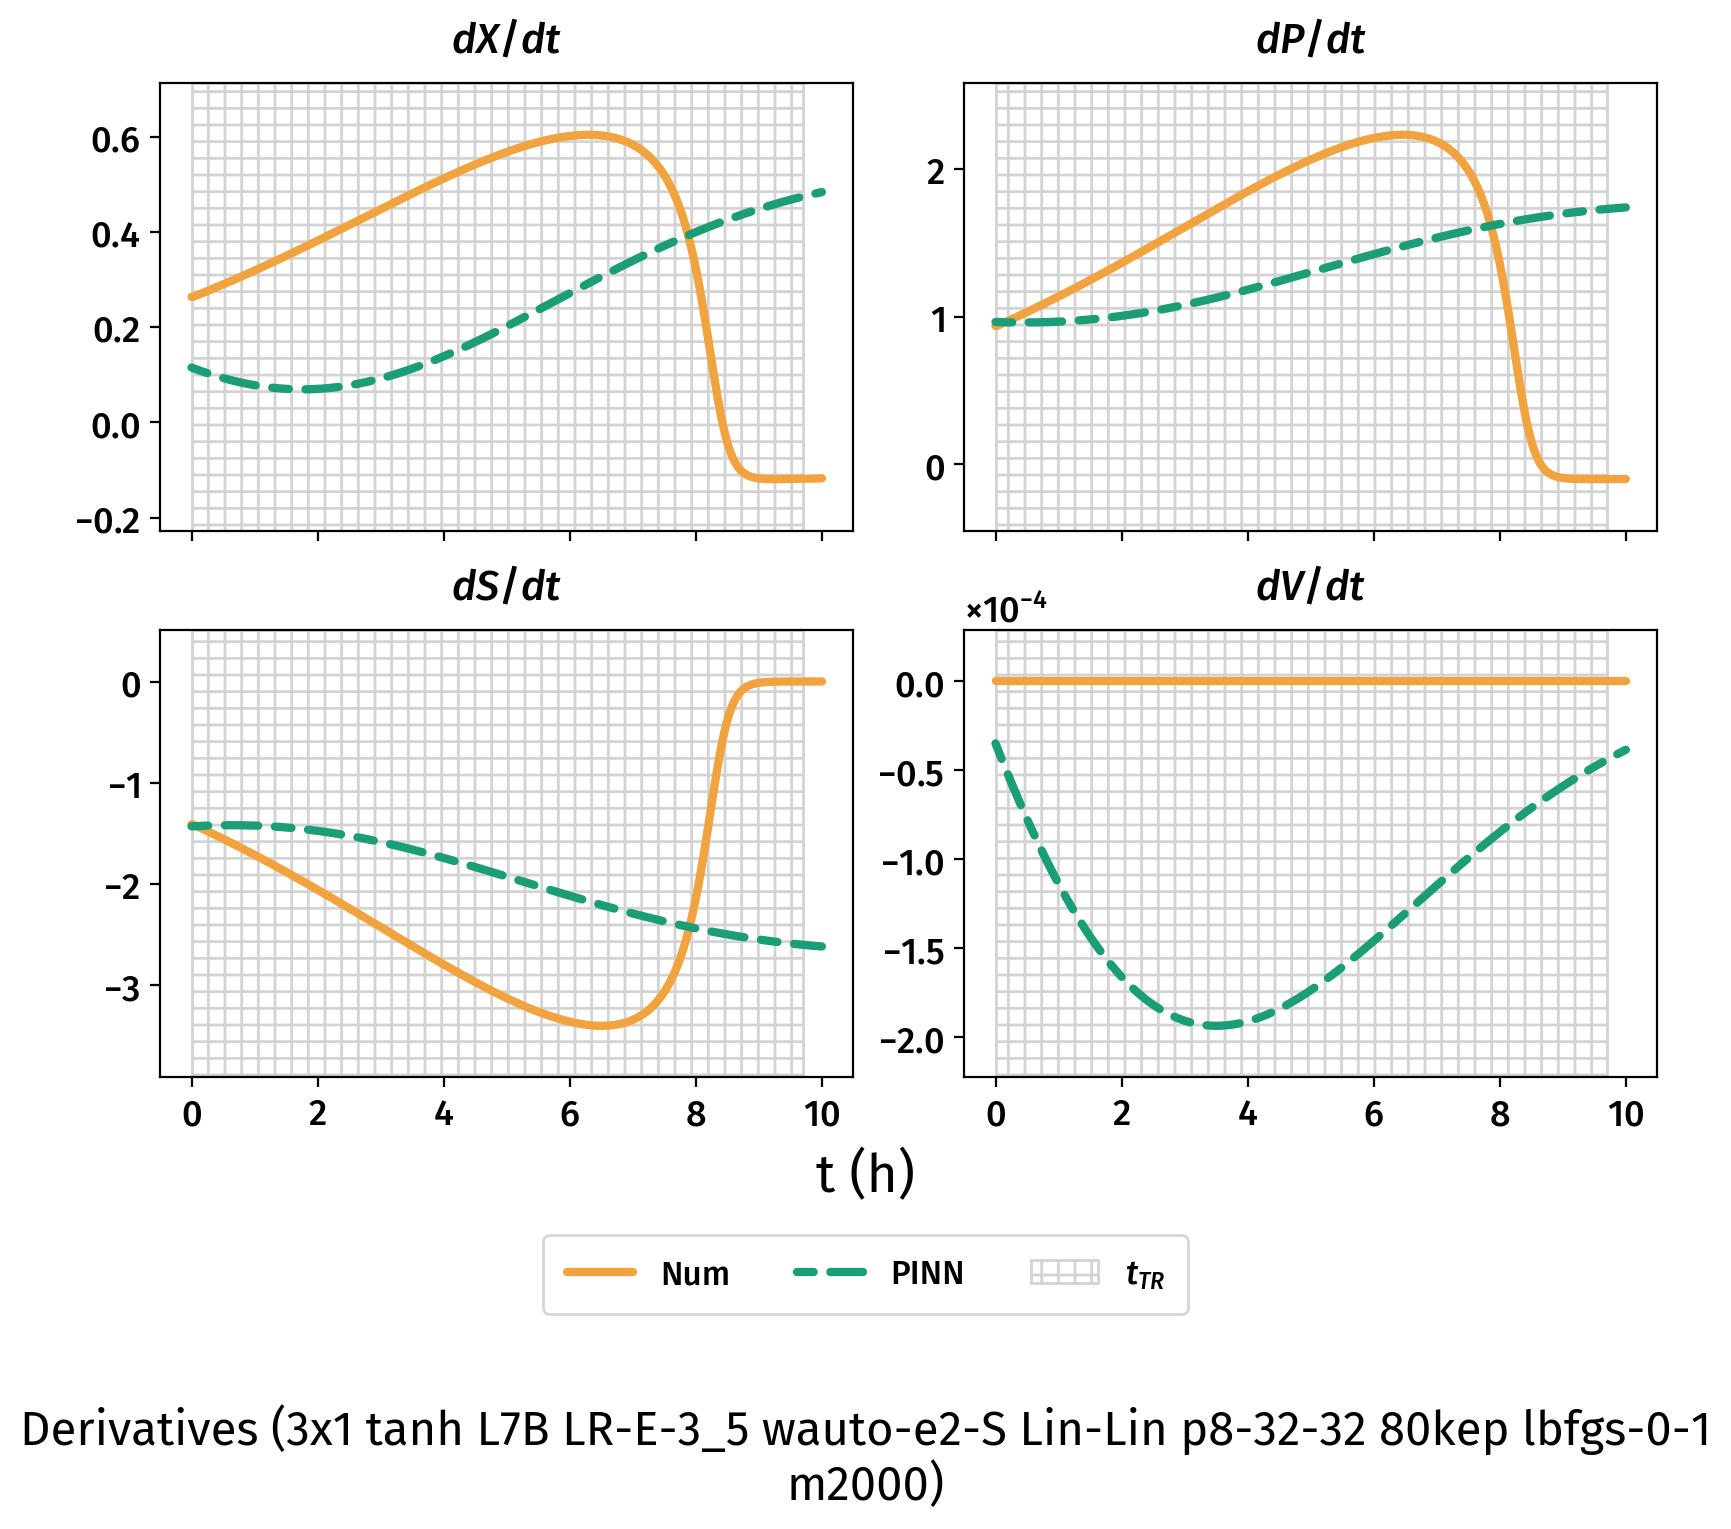 dX/dt
dP/dt
0.6
0.4
0.2
0.0
−0.2
2
1
0
dS/dt
dV/dt
×10⁻⁴
0
−1
−2
−3
0.0
−0.5
−1.0
−1.5
−2.0
0 2 4 6 8 10
0 2 4 6 8 10
t (h)
Num PINN t_TR
Derivatives (3x1 tanh L7B LR-E-3_5 wauto-e2-S Lin-Lin p8-32-32 80kep lbfgs-0-1
m2000)